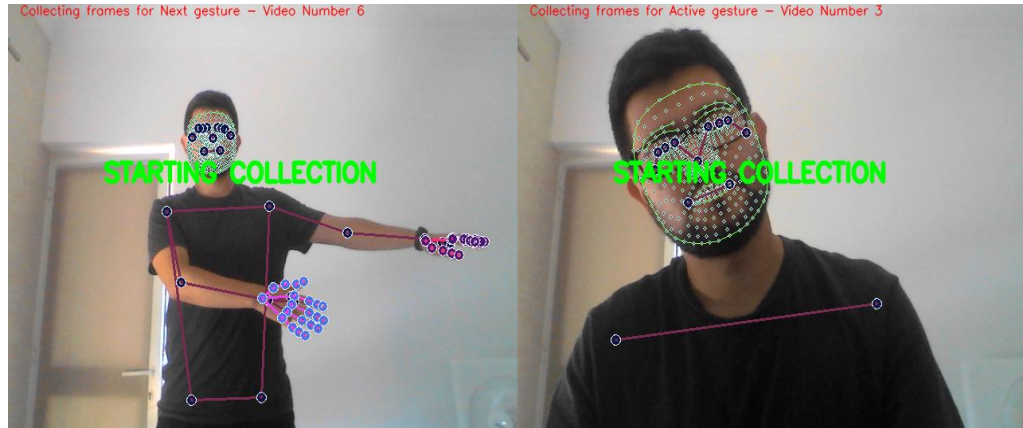 Collecting frames for Next gesture – Video Number 6
STARTING COLLECTION
Collecting frames for Active gesture – Video Number 3
STARTING COLLECTION